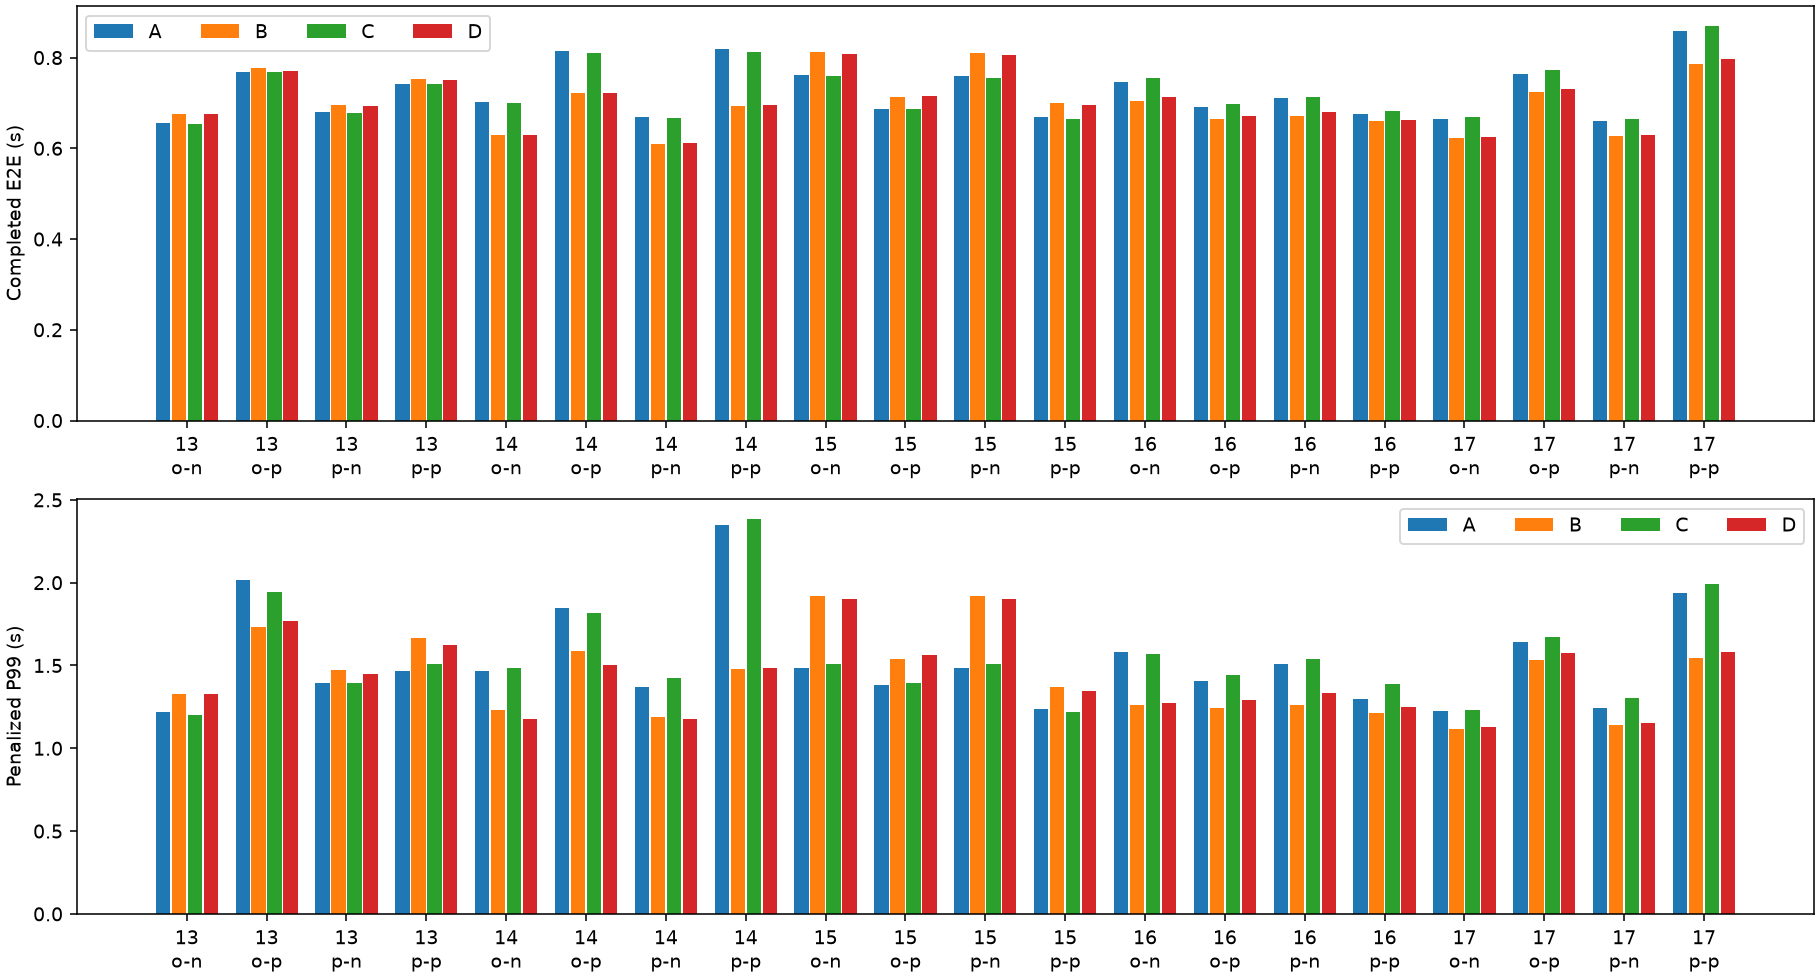 A B C D
Completed E2E (s)
0.8
0.6
0.4
0.2
0.0
13 13 13 13 14 14 14 14 15 15 15 15 16 16 16 16 17 17 17 17
o-n o-p p-n p-p o-n o-p p-n p-p o-n o-p p-n p-p o-n o-p p-n p-p o-n o-p p-n p-p
A B C D
Penalized P99 (s)
2.5
2.0
1.5
1.0
0.5
0.0
13 13 13 13 14 14 14 14 15 15 15 15 16 16 16 16 17 17 17 17
o-n o-p p-n p-p o-n o-p p-n p-p o-n o-p p-n p-p o-n o-p p-n p-p o-n o-p p-n p-p